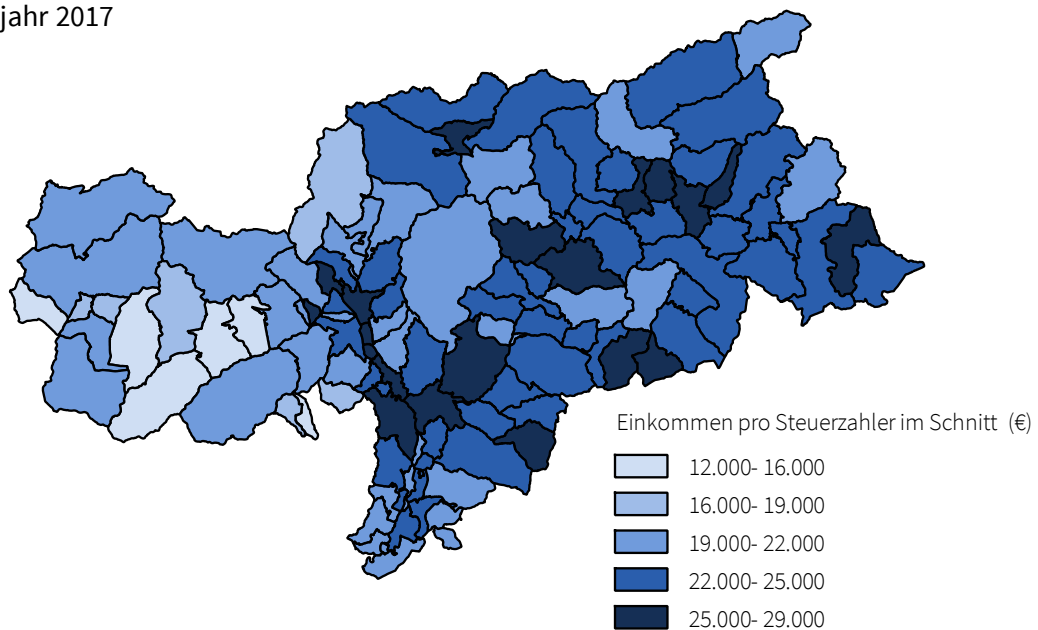 jahr 2017
Einkommen pro Steuerzahler im Schnitt (€)
12.000- 16.000
16.000- 19.000
19.000- 22.000
22.000- 25.000
25.000- 29.000